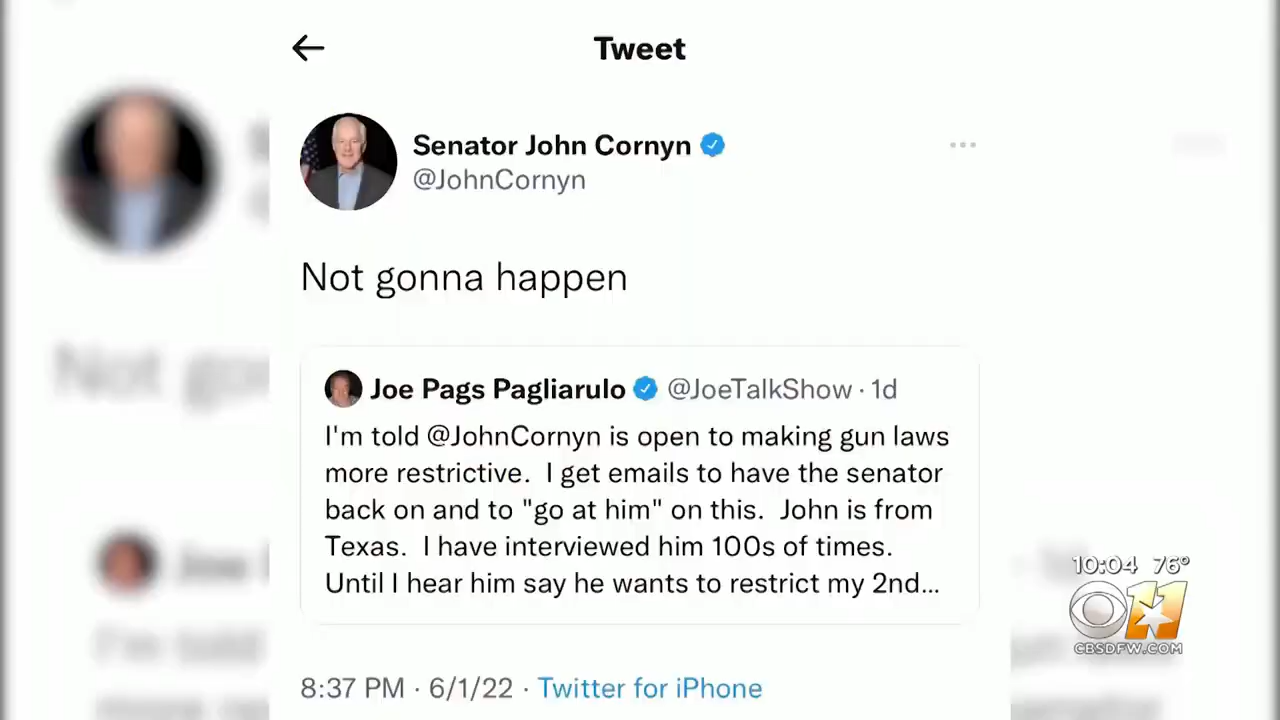 Tweet
Senator John Cornyn
@JohnCornyn
Not gonna happen
Joe Pags Pagliarulo @JoeTalkShow · 1d
I'm told @JohnCornyn is open to making gun laws
more restrictive. I get emails to have the senator
back on and to "go at him" on this. John is from
Texas. I have interviewed him 100s of times.
Until I hear him say he wants to restrict my 2nd...
8:37 PM · 6/1/22 · Twitter for iPhone
10:04 76°
11
CBSDFW.COM